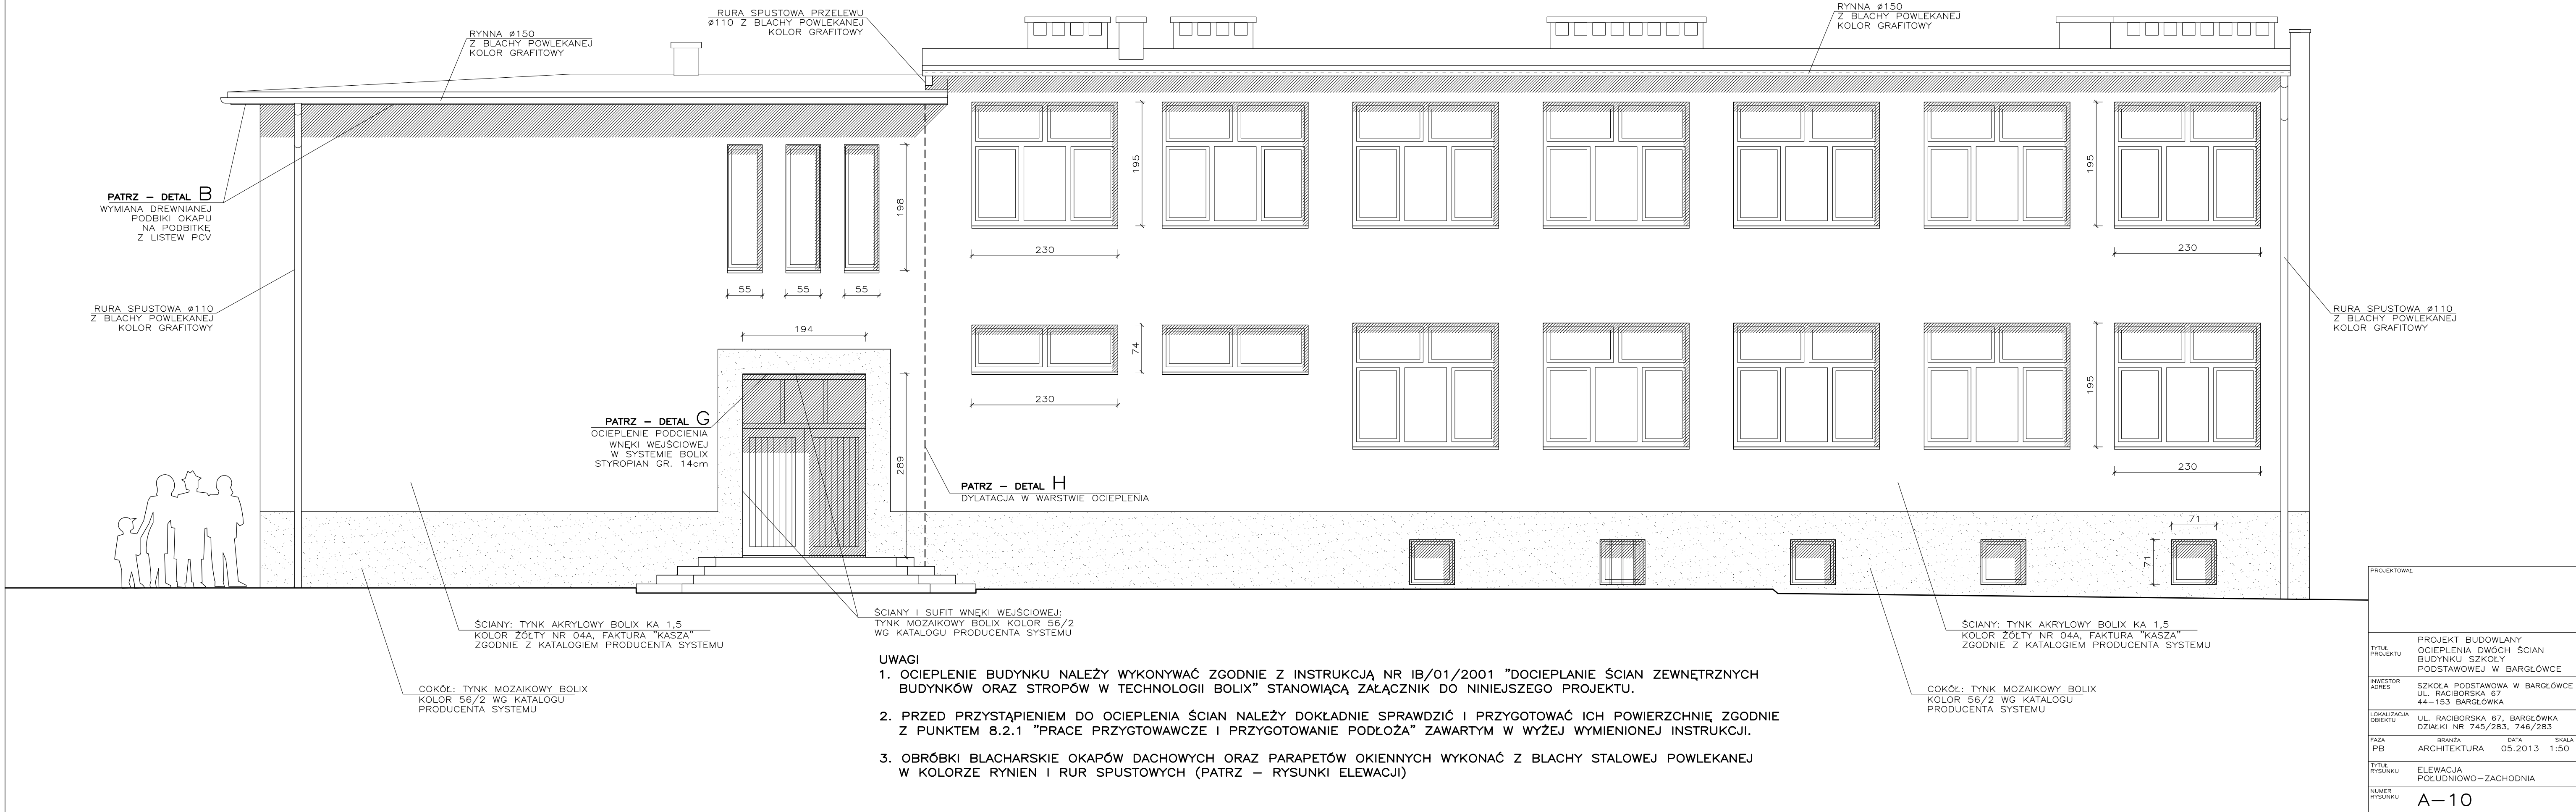 RURA SPUSTOWA PRZELEWU
ø110 Z BLACHY POWLEKANEJ
KOLOR GRAFITOWY
RYNNA ø150
Z BLACHY POWLEKANEJ
KOLOR GRAFITOWY
RYNNA ø150
Z BLACHY POWLEKANEJ
KOLOR GRAFITOWY
PATRZ – DETAL B
WYMIANA DREWNIANEJ
PODBIKI OKAPU
NA PODBITKĘ
Z LISTEW PCV
RURA SPUSTOWA ø110
Z BLACHY POWLEKANEJ
KOLOR GRAFITOWY
198
55
55
55
195
230
195
230
RURA SPUSTOWA ø110
Z BLACHY POWLEKANEJ
KOLOR GRAFITOWY
194
289
74
230
195
230
PATRZ – DETAL G
OCIEPLENIE PODCIENIA
WNĘKI WEJŚCIOWEJ
W SYSTEMIE BOLIX
STYROPIAN GR. 14cm
PATRZ – DETAL H
DYLATACJA W WARSTWIE OCIEPLENIA
71
71
ŚCIANY: TYNK AKRYLOWY BOLIX KA 1,5
KOLOR ŻÓŁTY NR 04A, FAKTURA "KASZA"
ZGODNIE Z KATALOGIEM PRODUCENTA SYSTEMU
ŚCIANY I SUFIT WNĘKI WEJŚCIOWEJ:
TYNK MOZAIKOWY BOLIX KOLOR 56/2
WG KATALOGU PRODUCENTA SYSTEMU
ŚCIANY: TYNK AKRYLOWY BOLIX KA 1,5
KOLOR ŻÓŁTY NR 04A, FAKTURA "KASZA"
ZGODNIE Z KATALOGIEM PRODUCENTA SYSTEMU
COKÓŁ: TYNK MOZAIKOWY BOLIX
KOLOR 56/2 WG KATALOGU
PRODUCENTA SYSTEMU
COKÓŁ: TYNK MOZAIKOWY BOLIX
KOLOR 56/2 WG KATALOGU
PRODUCENTA SYSTEMU
UWAGI
1. OCIEPLENIE BUDYNKU NALEŻY WYKONYWAĆ ZGODNIE Z INSTRUKCJĄ NR IB/01/2001 "DOCIEPLANIE ŚCIAN ZEWNĘTRZNYCH
BUDYNKÓW ORAZ STROPÓW W TECHNOLOGII BOLIX" STANOWIĄCĄ ZAŁĄCZNIK DO NINIEJSZEGO PROJEKTU.
2. PRZED PRZYSTĄPIENIEM DO OCIEPLENIA ŚCIAN NALEŻY DOKŁADNIE SPRAWDZIĆ I PRZYGOTOWAĆ ICH POWIERZCHNIĘ ZGODNIE
Z PUNKTEM 8.2.1 "PRACE PRZYGTOWAWCZE I PRZYGOTOWANIE PODŁOŻA" ZAWARTYM W WYŻEJ WYMIENIONEJ INSTRUKCJI.
3. OBRÓBKI BLACHARSKIE OKAPÓW DACHOWYCH ORAZ PARAPETÓW OKIENNYCH WYKONAĆ Z BLACHY STALOWEJ POWLEKANEJ
W KOLORZE RYNIEN I RUR SPUSTOWYCH (PATRZ – RYSUNKI ELEWACJI)
PROJEKTOWAŁ
TYTUŁ
PROJEKTU
PROJEKT BUDOWLANY
OCIEPLENIA DWÓCH ŚCIAN
BUDYNKU SZKOŁY
PODSTAWOWEJ W BARGŁÓWCE
INWESTOR
ADRES
SZKOŁA PODSTAWOWA W BARGŁÓWCE
UL. RACIBORSKA 67
44–153 BARGŁÓWKA
LOKALIZACJA
OBIEKTU
UL. RACIBORSKA 67, BARGŁÓWKA
DZIAŁKI NR 745/283, 746/283
FAZA BRANŻA DATA SKALA
PB ARCHITEKTURA 05.2013 1:50
TYTUŁ
RYSUNKU
ELEWACJA
POŁUDNIOWO–ZACHODNIA
NUMER
RYSUNKU
A–10